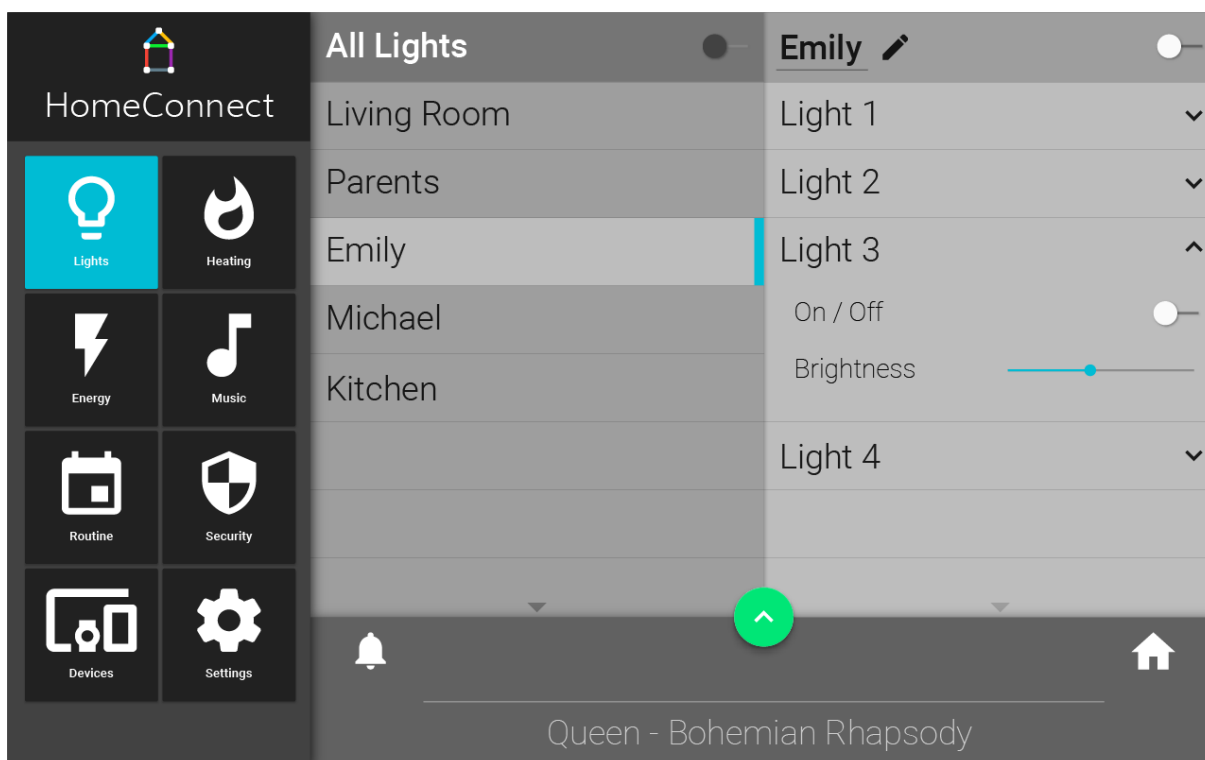 HomeConnect
Lights
Heating
Energy
Music
Routine
Security
Devices
Settings
All Lights
Living Room
Parents
Emily
Michael
Kitchen
Emily
Light 1
Light 2
Light 3
On / Off
Brightness
Light 4
Queen - Bohemian Rhapsody